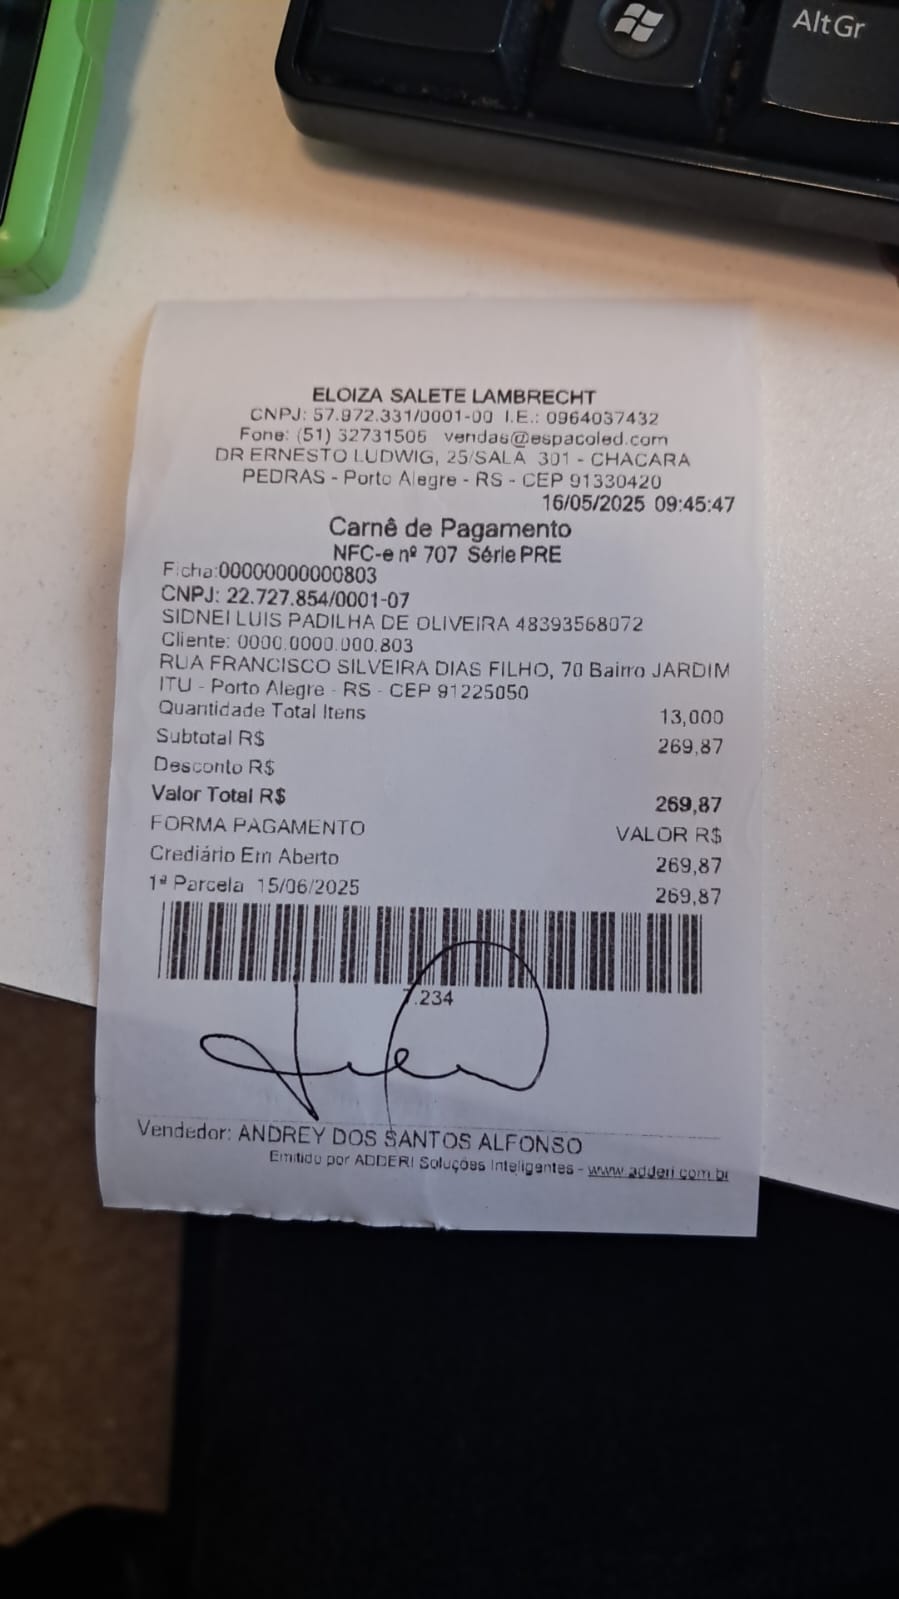 AltGr
ELOIZA SALETE LAMBRECHT
CNPJ: 57.972.331/0001-00 I.E.: 0964037432
Fone: (51) 32731506 vendas@espacoled.com
DR ERNESTO LUDWIG, 25/SALA 301 - CHACARA
PEDRAS - Porto Alegre - RS - CEP 91330420
16/05/2025 09:45:47
Carnê de Pagamento
NFC-e nº 707 Série PRE
Ficha:00000000000803
CNPJ: 22.727.854/0001-07
SIDNEI LUIS PADILHA DE OLIVEIRA 48393568072
Cliente: 0000.0000.000.803
RUA FRANCISCO SILVEIRA DIAS FILHO, 70 Bairro JARDIM
ITU - Porto Alegre - RS - CEP 91225050
Quantidade Total Itens 13,000
Subtotal R$ 269,87
Desconto R$
Valor Total R$ 269,87
FORMA PAGAMENTO VALOR R$
Crediário Em Aberto 269,87
1ª Parcela 15/06/2025 269,87
7.234
Vendedor: ANDREY DOS SANTOS ALFONSO
Emitido por ADDERI Soluções Inteligentes - www.adderi.com.br